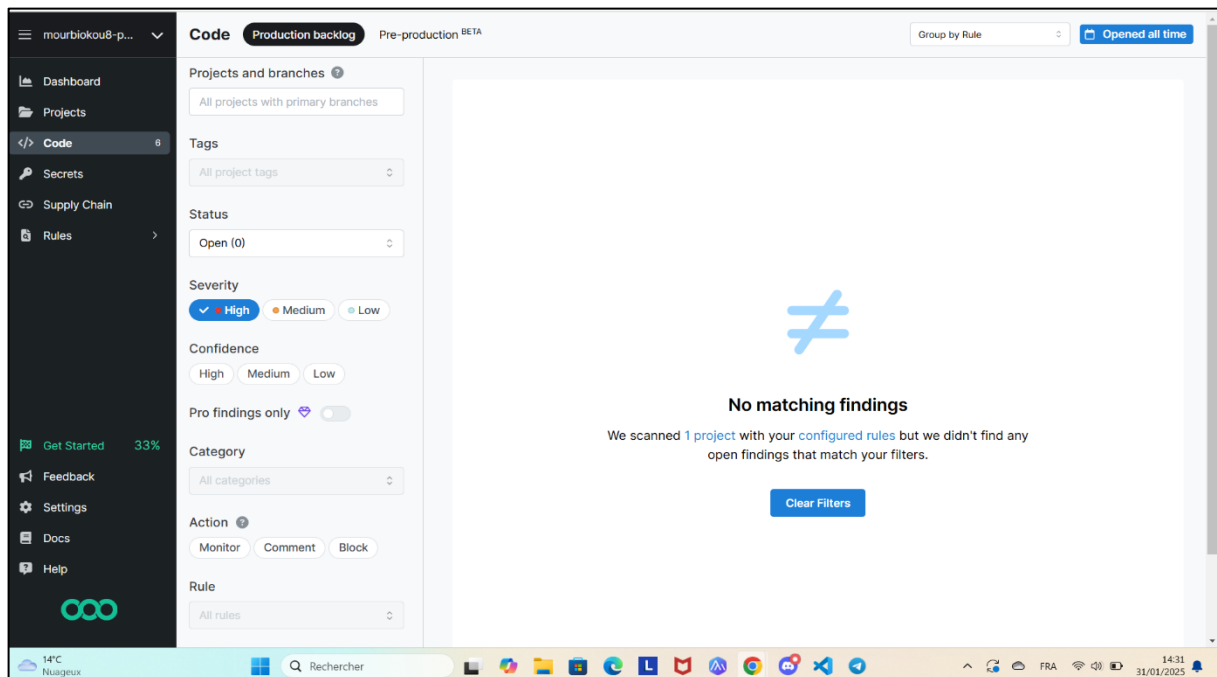 mourbiokou8-p...
Dashboard
Projects
Code 6
Secrets
Supply Chain
Rules
Get Started 33%
Feedback
Settings
Docs
Help
Code Production backlog Pre-production BETA
Group by Rule Opened all time
Projects and branches ?
All projects with primary branches
Tags
All project tags
Status
Open (0)
Severity
High Medium Low
Confidence
High Medium Low
Pro findings only
Category
All categories
Action ?
Monitor Comment Block
Rule
All rules
No matching findings
We scanned 1 project with your configured rules but we didn't find any
open findings that match your filters.
Clear Filters
14°C
Nuageux
Rechercher
FRA
14:31
31/01/2025